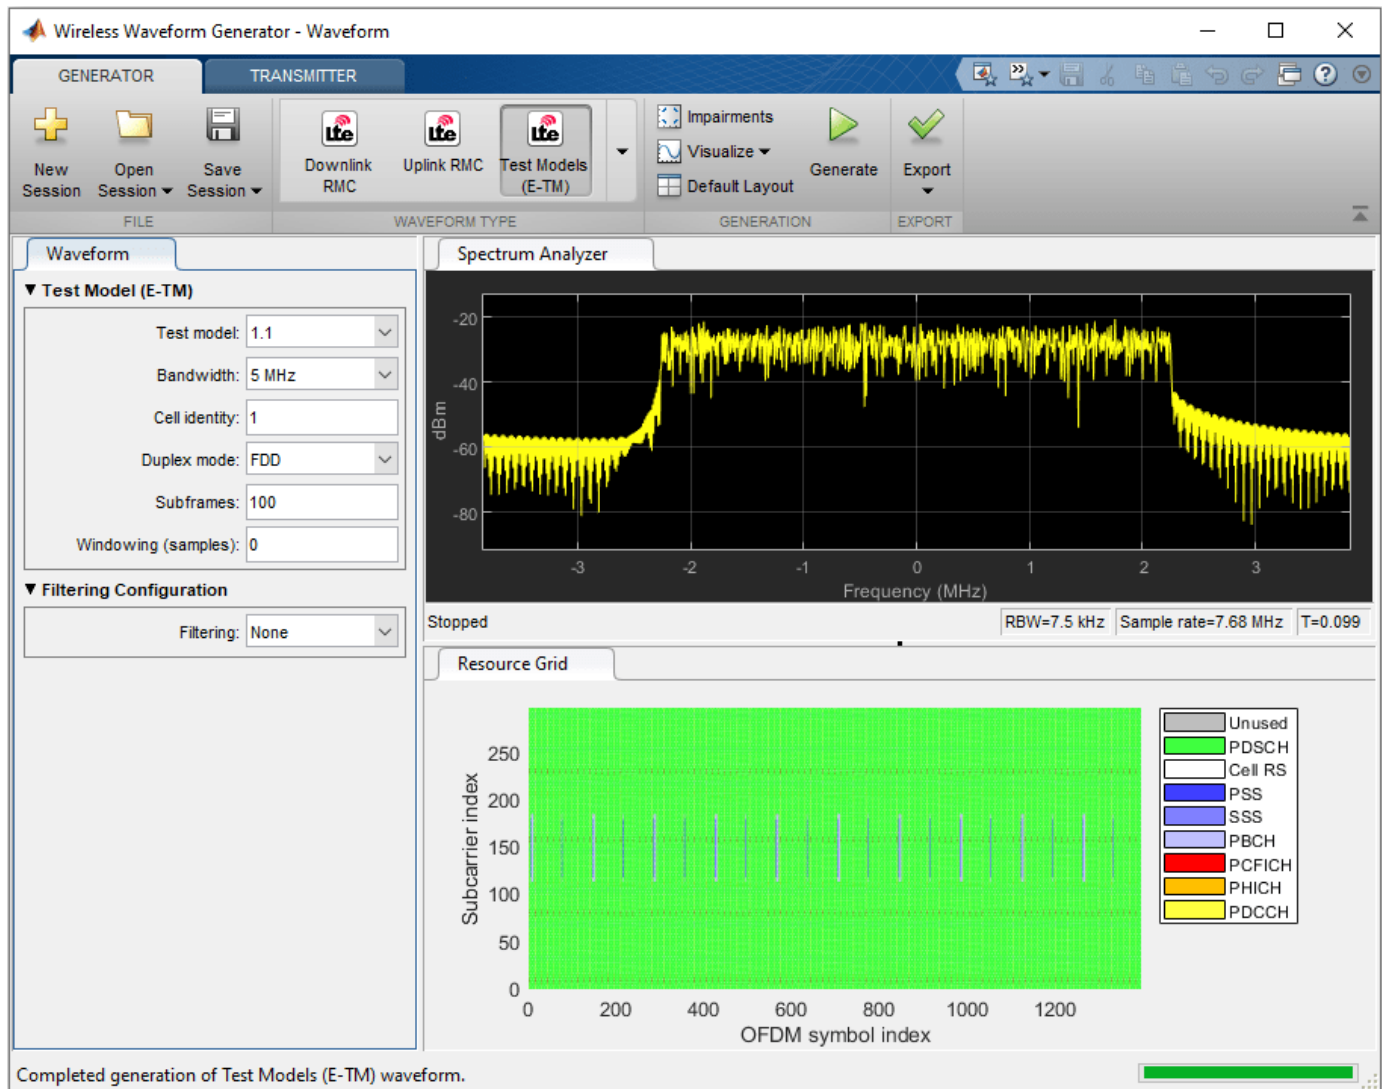 Wireless Waveform Generator - Waveform
GENERATOR
TRANSMITTER
New
Session
Open
Session
Save
Session
FILE
LTE
Downlink
RMC
LTE
Uplink RMC
LTE
Test Models
(E-TM)
WAVEFORM TYPE
Impairments
Visualize
Default Layout
Generate
GENERATION
Export
EXPORT
Waveform
Test Model (E-TM)
Test model: 1.1
Bandwidth: 5 MHz
Cell identity: 1
Duplex mode: FDD
Subframes: 100
Windowing (samples): 0
Filtering Configuration
Filtering: None
Spectrum Analyzer
-20
-40
-60
-80
dBm
-3 -2 -1 0 1 2 3
Frequency (MHz)
Stopped
RBW=7.5 kHz Sample rate=7.68 MHz T=0.099
Resource Grid
250
200
150
100
50
0
Subcarrier index
0 200 400 600 800 1000 1200
OFDM symbol index
Unused
PDSCH
Cell RS
PSS
SSS
PBCH
PCFICH
PHICH
PDCCH
Completed generation of Test Models (E-TM) waveform.